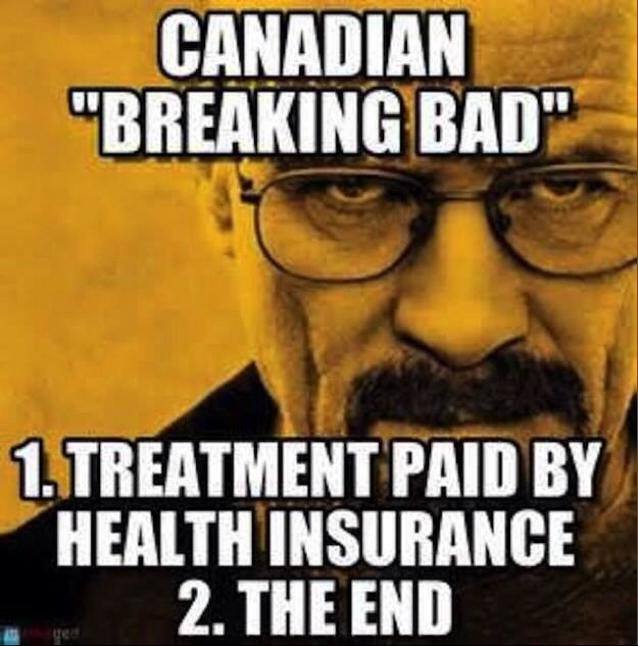 CANADIAN
"BREAKING BAD"
1. TREATMENT PAID BY
HEALTH INSURANCE
2. THE END